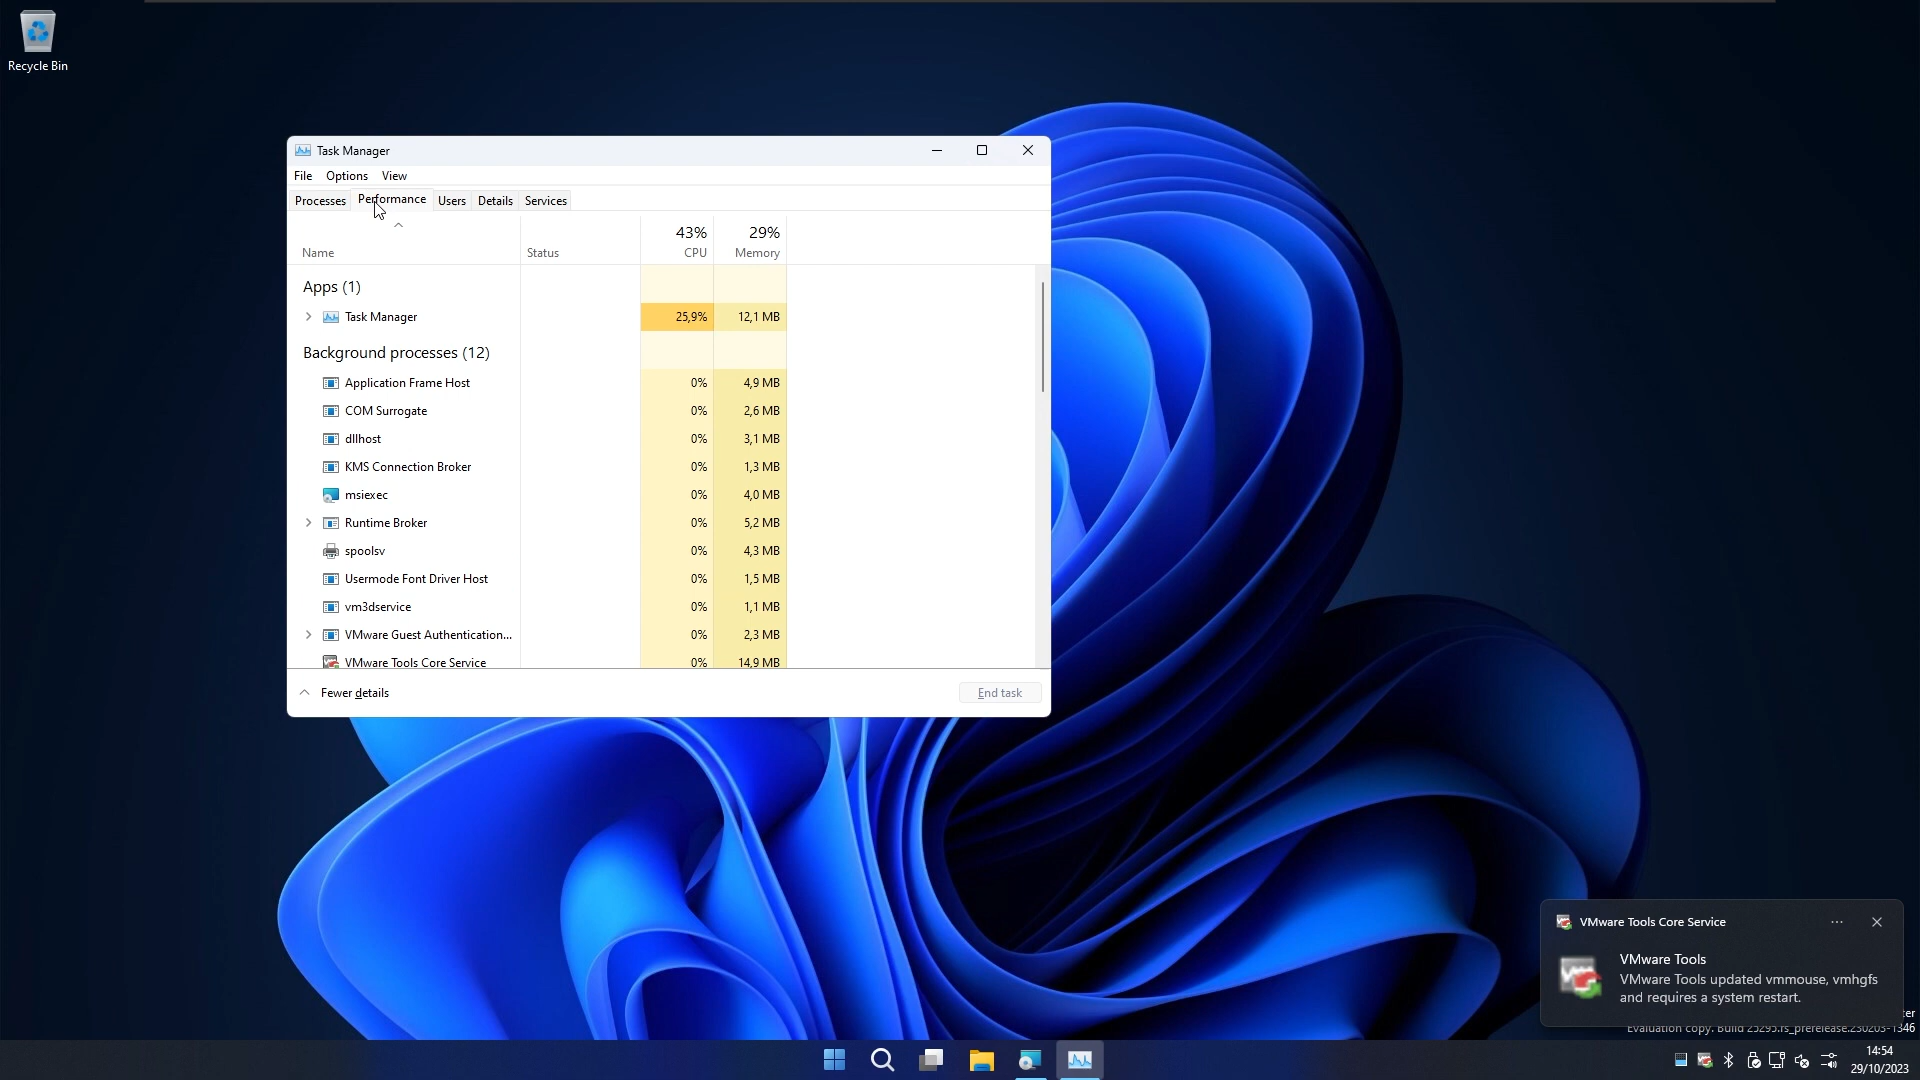 Recycle Bin
Task Manager
File Options View
Processes Performance Users Details Services
43% 29%
Name Status CPU Memory
Apps (1)
Task Manager 25,9% 12,1 MB
Background processes (12)
Application Frame Host 0% 4,9 MB
COM Surrogate 0% 2,6 MB
dllhost 0% 3,1 MB
KMS Connection Broker 0% 1,3 MB
msiexec 0% 4,0 MB
Runtime Broker 0% 5,2 MB
spoolsv 0% 4,3 MB
Usermode Font Driver Host 0% 1,5 MB
vm3dservice 0% 1,1 MB
VMware Guest Authentication... 0% 2,3 MB
VMware Tools Core Service 0% 14,9 MB
Fewer details End task
VMware Tools Core Service
VMware Tools
VMware Tools updated vmmouse, vmhgfs
and requires a system restart.
Evaluation copy. Build 25295.rs_prerelease.230203-1346
14:54
29/10/2023